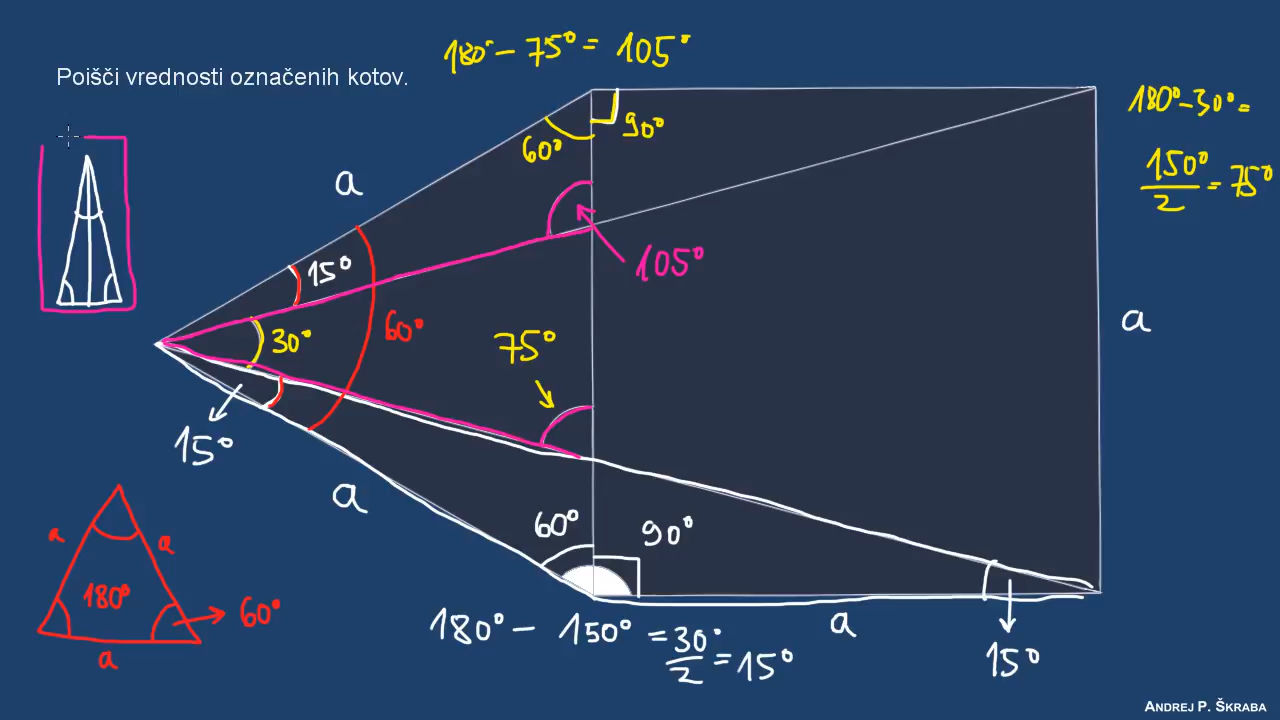 180° - 75° = 105°
Poišči vrednosti označenih kotov.
180° - 30° =
150°/2 = 75°
90°
60°
a
15°
105°
30°
60°
75°
a
15°
a
60°
90°
a
a
180°
60°
a
180° - 150° = 30°/2 = 15°
a
15°
ANDREJ P. ŠKRABA